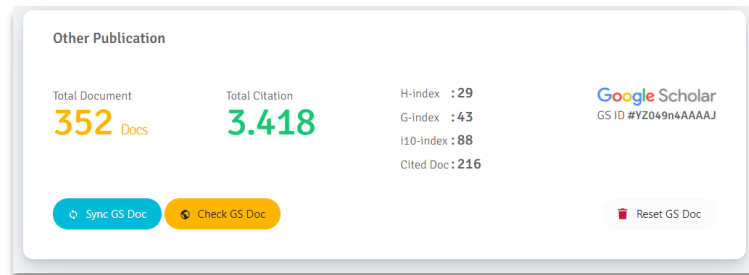 Other Publication
Total Document
352 Docs
Total Citation
3.418
H-index : 29
G-index : 43
i10-index : 88
Cited Doc : 216
Google Scholar
GS ID #YZ049n4AAAAJ
Sync GS Doc
Check GS Doc
Reset GS Doc